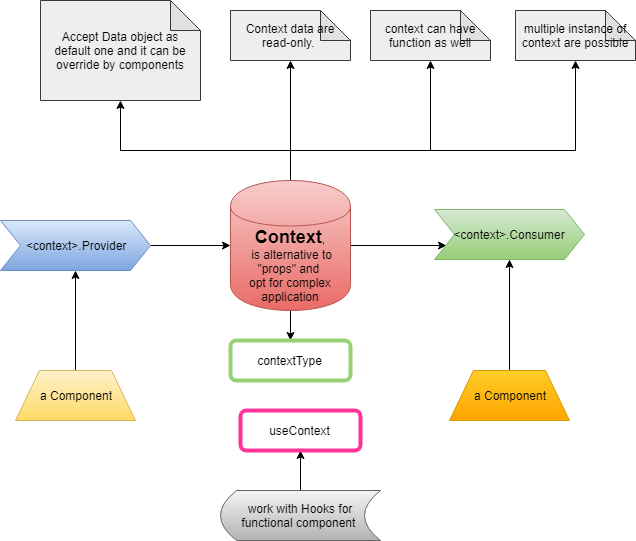 Accept Data object as
default one and it can be
override by components
Context data are
read-only.
context can have
function as well
multiple instance of
context are possible
<context>.Provider
Context,
is alternative to
"props" and
opt for complex
application
<context>.Consumer
contextType
a Component
a Component
useContext
work with Hooks for
functional component